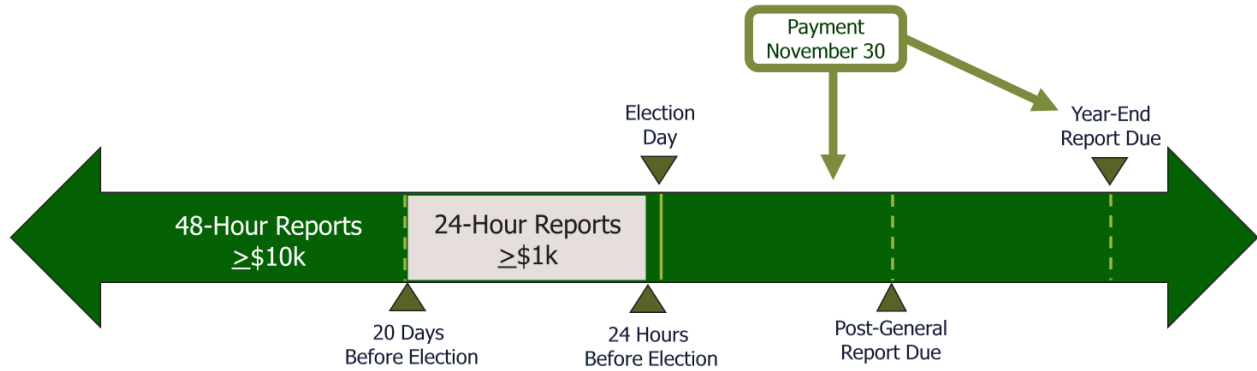 Payment
November 30
Election
Day
Year-End
Report Due
48-Hour Reports
>$10k
24-Hour Reports
>$1k
20 Days
Before Election
24 Hours
Before Election
Post-General
Report Due